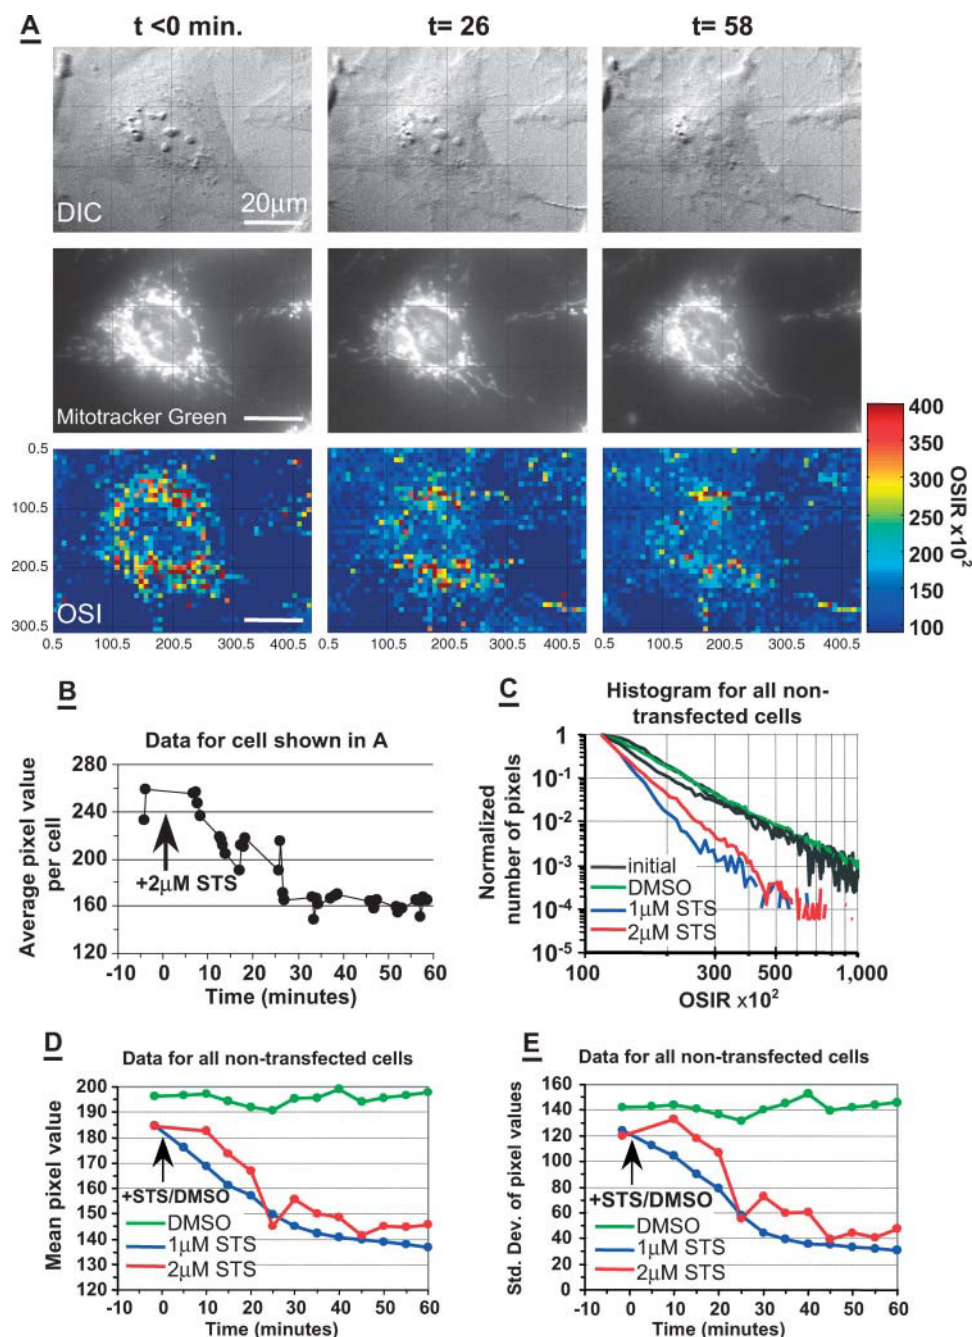 A
t <0 min.
t= 26
t= 58
DIC
20μm
Mitotracker Green
0.5
100.5
200.5
300.5
OSI
0.5 100.5 200.5 300.5 400.5
0.5 100.5 200.5 300.5 400.5
0.5 100.5 200.5 300.5 400.5
400
350
300
250
200
150
100
OSIR x10²
B
Data for cell shown in A
Average pixel value
per cell
280
240
200
160
120
+2μM STS
-10 0 10 20 30 40 50 60
Time (minutes)
C
Histogram for all non-
transfected cells
Normalized
number of pixels
1
10⁻¹
10⁻²
10⁻³
10⁻⁴
10⁻⁵
initial
DMSO
1μM STS
2μM STS
100 300 500 1,000
OSIR x10²
D
Data for all non-transfected cells
Mean pixel value
200
190
180
170
160
150
140
130
120
+STS/DMSO
DMSO
1μM STS
2μM STS
-10 0 10 20 30 40 50 60
Time (minutes)
E
Data for all non-transfected cells
Std. Dev. of pixel values
160
140
120
100
80
60
40
20
0
+STS/DMSO
DMSO
1μM STS
2μM STS
-10 0 10 20 30 40 50 60
Time (minutes)